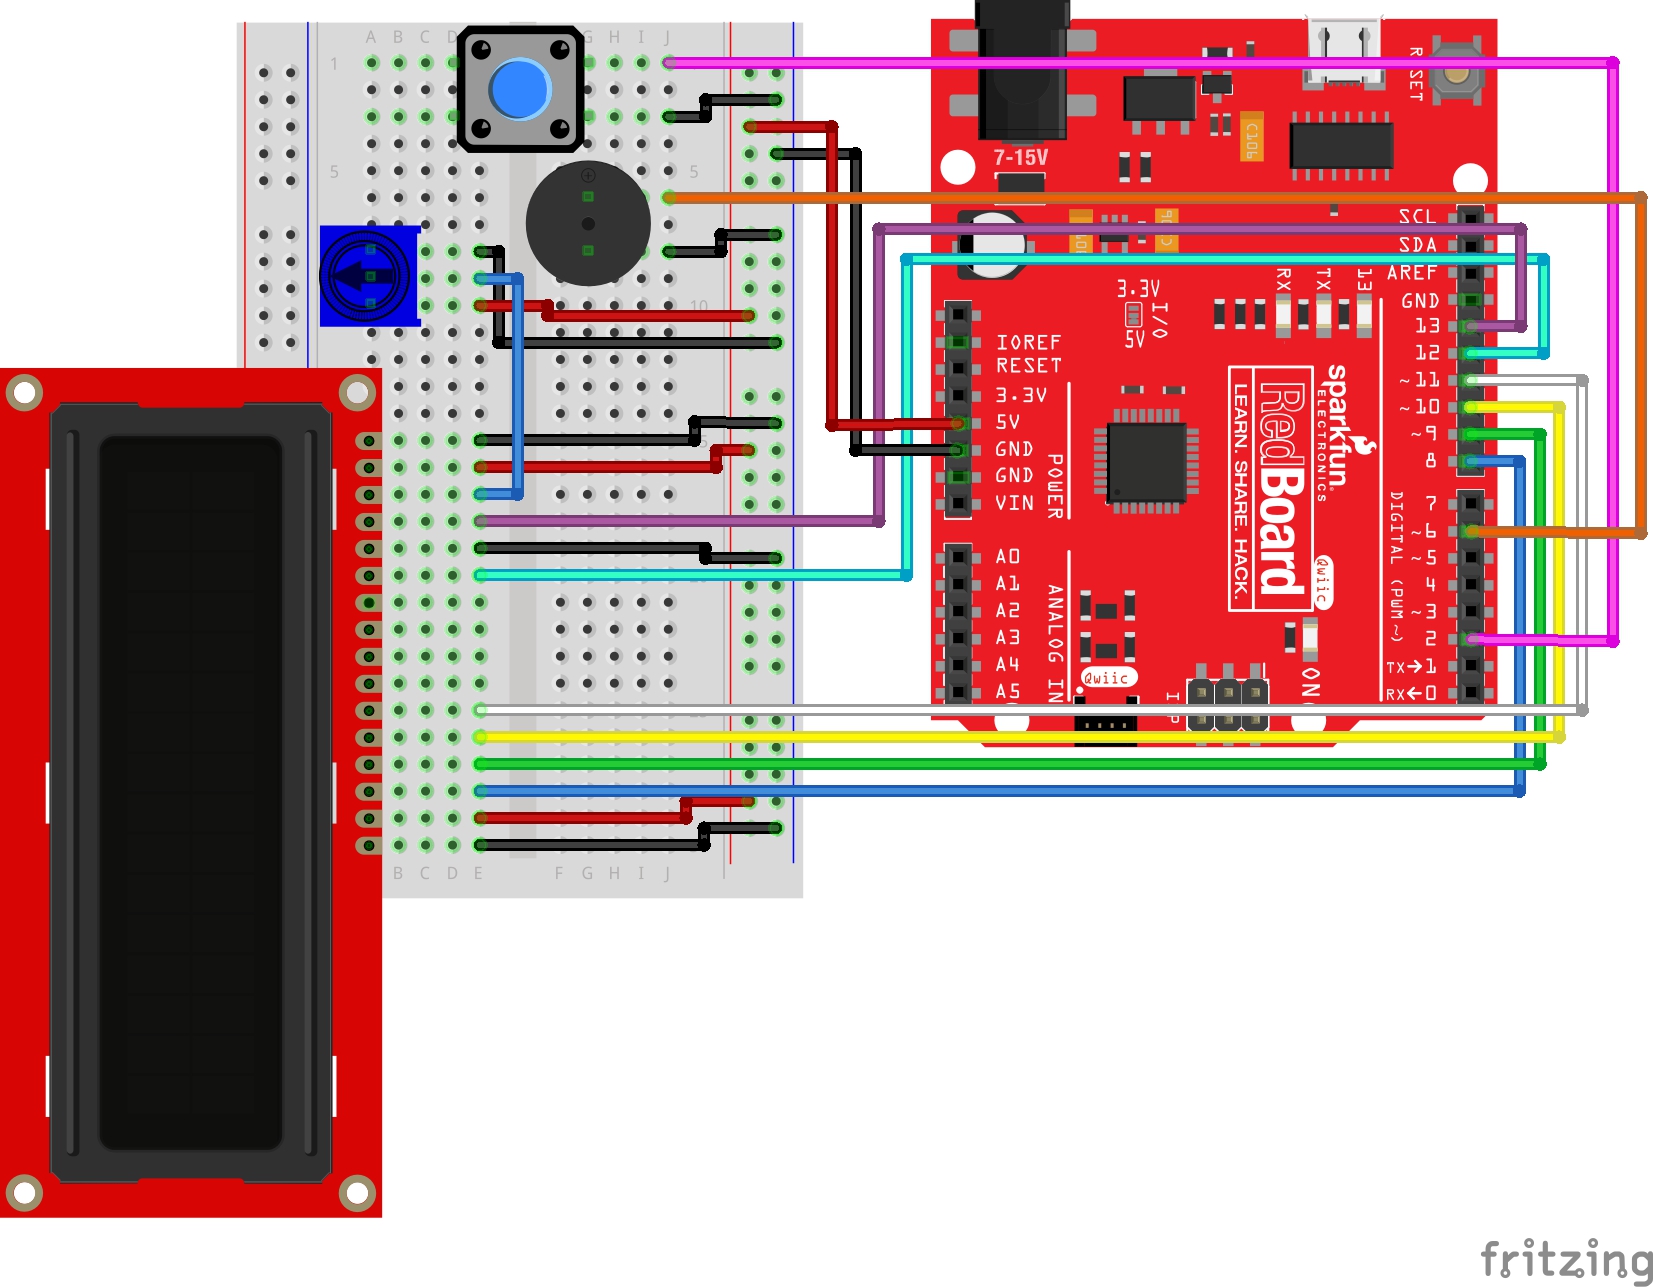 A B C D G H I J
1
5 5
10
15
B C D E F G H I J
7-15V
RESET
SCL
SDA
AREF
GND
13
12
~11
~10
~9
8
7
~6
~5
4
~3
2
TX→1
RX←0
DIGITAL (PWM ~)
RX TX 13
3.3V
I/O
5V
IOREF
RESET
3.3V
5V
GND
GND
VIN
POWER
A0
A1
A2
A3
A4
A5
ANALOG IN
sparkfun
ELECTRONICS
RedBoard
LEARN. SHARE. HACK.
Qwiic
Qwiic
ON
C106
fritzing